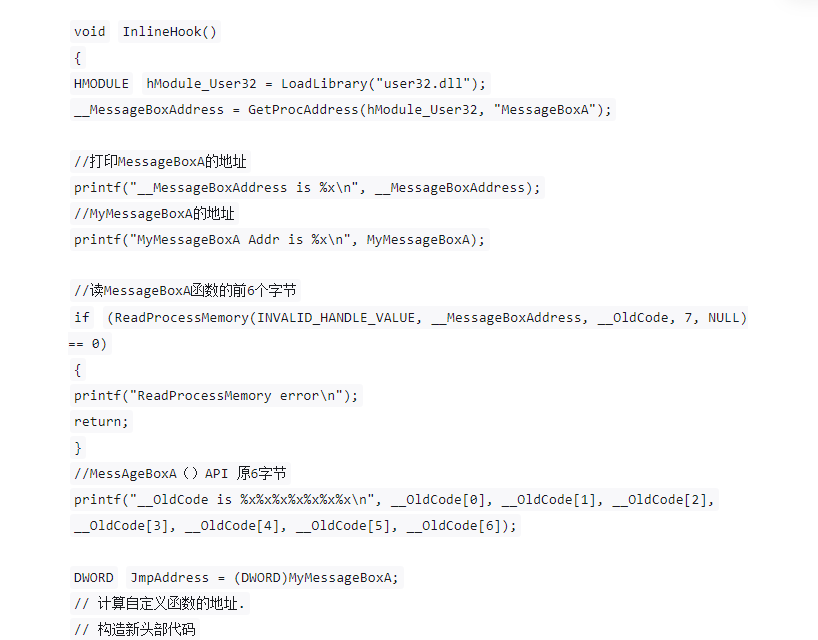 void InlineHook()
{
HMODULE hModule_User32 = LoadLibrary("user32.dll");
__MessageBoxAddress = GetProcAddress(hModule_User32, "MessageBoxA");
//打印MessageBoxA的地址
printf("__MessageBoxAddress is %x\n", __MessageBoxAddress);
//MyMessageBoxA的地址
printf("MyMessageBoxA Addr is %x\n", MyMessageBoxA);
//读MessageBoxA函数的前6个字节
if (ReadProcessMemory(INVALID_HANDLE_VALUE, __MessageBoxAddress, __OldCode, 7, NULL)
== 0)
{
printf("ReadProcessMemory error\n");
return;
}
//MessAgeBoxA（）API 原6字节
printf("__OldCode is %x%x%x%x%x%x%x\n", __OldCode[0], __OldCode[1], __OldCode[2],
__OldCode[3], __OldCode[4], __OldCode[5], __OldCode[6]);
DWORD JmpAddress = (DWORD)MyMessageBoxA;
// 计算自定义函数的地址.
// 构造新头部代码